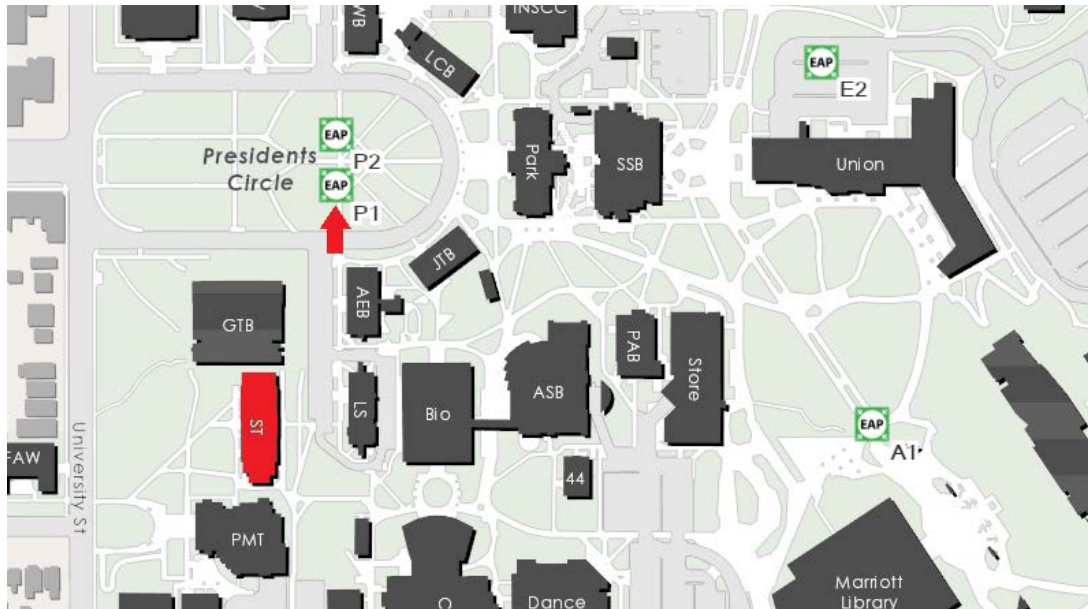 INSCC
WB
LCB
EAP
E2
EAP
P2
Presidents
Circle
EAP
P1
Park
SSB
Union
JTB
AEB
GTB
PAB
Store
ASB
LS
Bio
ST
EAP
A1
University St
FAW
44
PMT
Dance
Marriott
Library